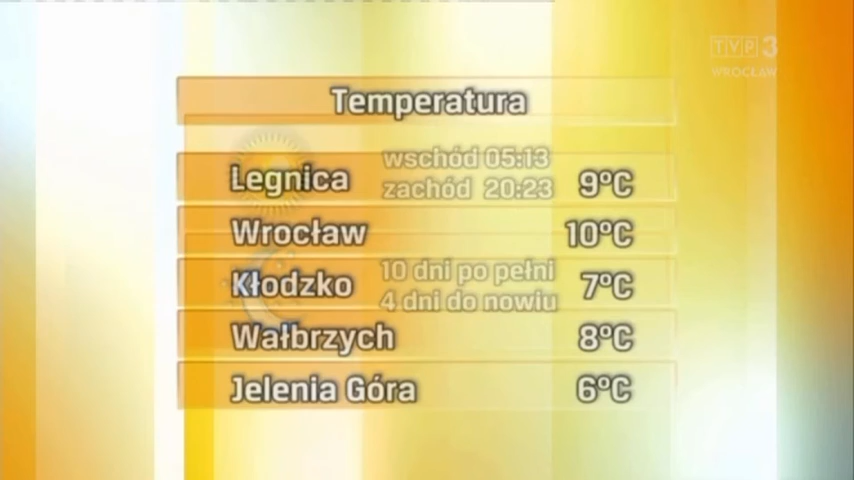 TVP3
WROCŁAW
Temperatura
wschód 05:13
zachód 20:23
Legnica 9°C
Wrocław 10°C
10 dni po pełni
4 dni do nowiu
Kłodzko 7°C
Wałbrzych 8°C
Jelenia Góra 6°C